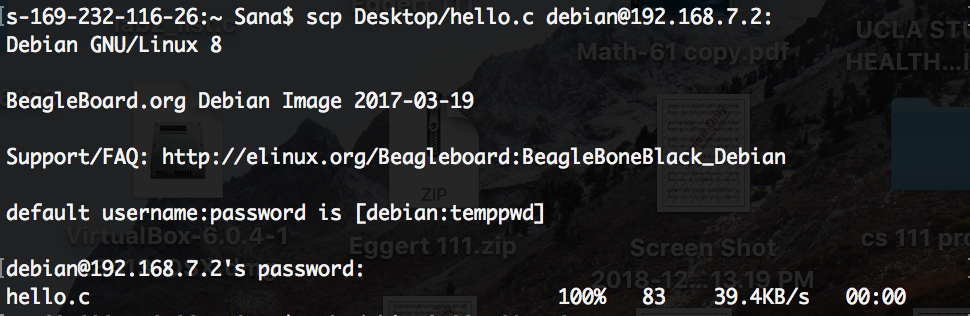 [s-169-232-116-26:~ Sana$ scp Desktop/hello.c debian@192.168.7.2:
Debian GNU/Linux 8
Math-61 copy.pdf
UCLA STU
HEALTH...
BeagleBoard.org Debian Image 2017-03-19
Support/FAQ: http://elinux.org/Beagleboard:BeagleBoneBlack_Debian
ZIP
default username:password is [debian:temppwd]
VirtualBox-6.0.4-1
Eggert 111.zip
Screen Shot
cs 111 pro
[debian@192.168.7.2's password:
2018-12... 13.19 PM
hello.c 100% 83 39.4KB/s 00:00